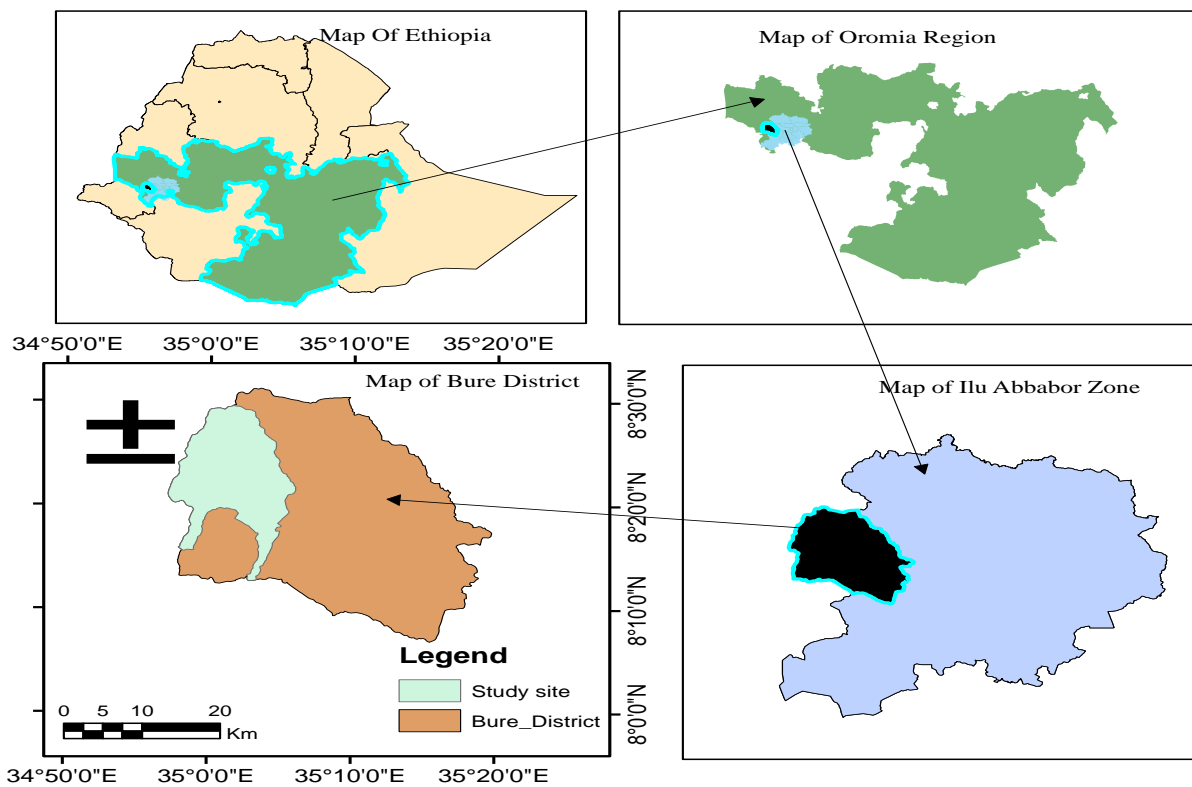 Map Of Ethiopia
Map of Oromia Region
34°50'0"E 35°0'0"E 35°10'0"E 35°20'0"E
Map of Bure District
8°30'0"N
8°20'0"N
8°10'0"N
8°0'0"N
Legend
Study site
Bure_District
0 5 10 20
Km
34°50'0"E 35°0'0"E 35°10'0"E 35°20'0"E
Map of Ilu Abbabor Zone